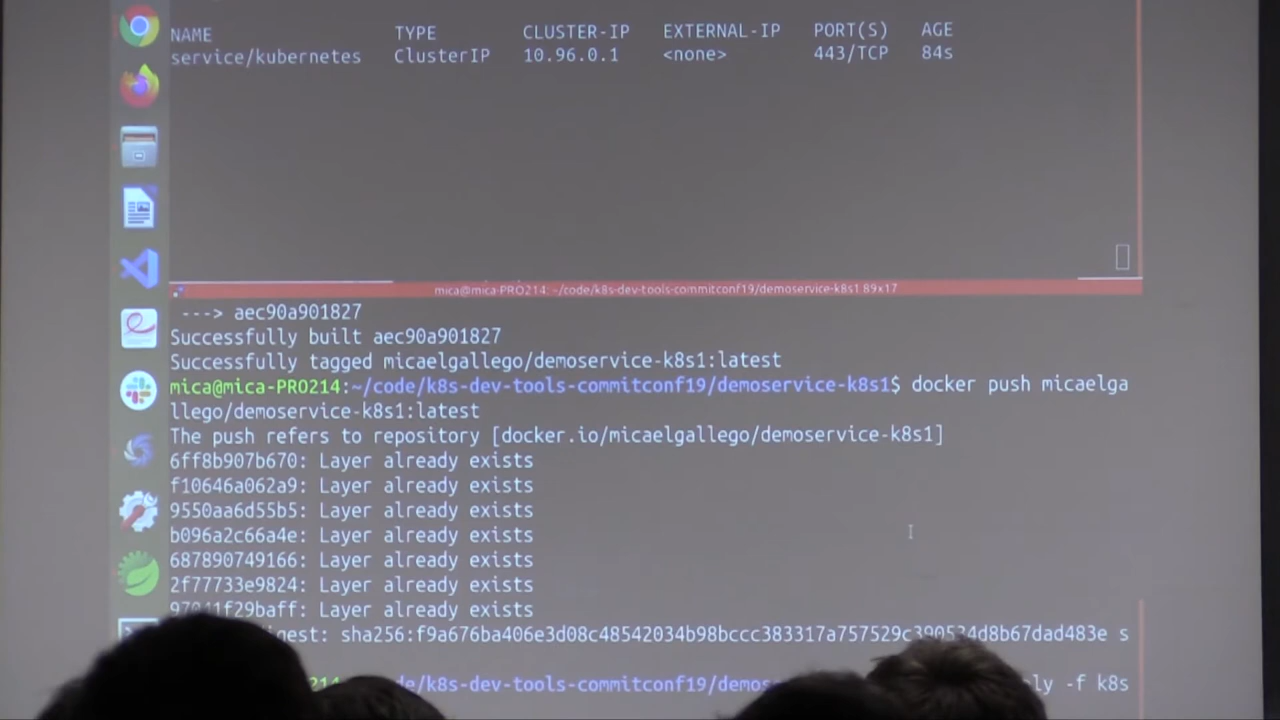 NAME TYPE CLUSTER-IP EXTERNAL-IP PORT(S) AGE
service/kubernetes ClusterIP 10.96.0.1 <none> 443/TCP 84s
mica@mica-PRO214: ~/code/k8s-dev-tools-commitconf19/demoservice-k8s1 89x17
---> aec90a901827
Successfully built aec90a901827
Successfully tagged micaelgallego/demoservice-k8s1:latest
mica@mica-PRO214:~/code/k8s-dev-tools-commitconf19/demoservice-k8s1$ docker push micaelga
llego/demoservice-k8s1:latest
The push refers to repository [docker.io/micaelgallego/demoservice-k8s1]
6ff8b907b670: Layer already exists
f10646a062a9: Layer already exists
9550aa6d55b5: Layer already exists
b096a2c66a4e: Layer already exists
687890749166: Layer already exists
2f77733e9824: Layer already exists
97041f29baff: Layer already exists
igest: sha256:f9a676ba406e3d08c48542034b98bccc383317a757529c390534d8b67dad483e s
214 de/k8s-dev-tools-commitconf19/demos ly -f k8s